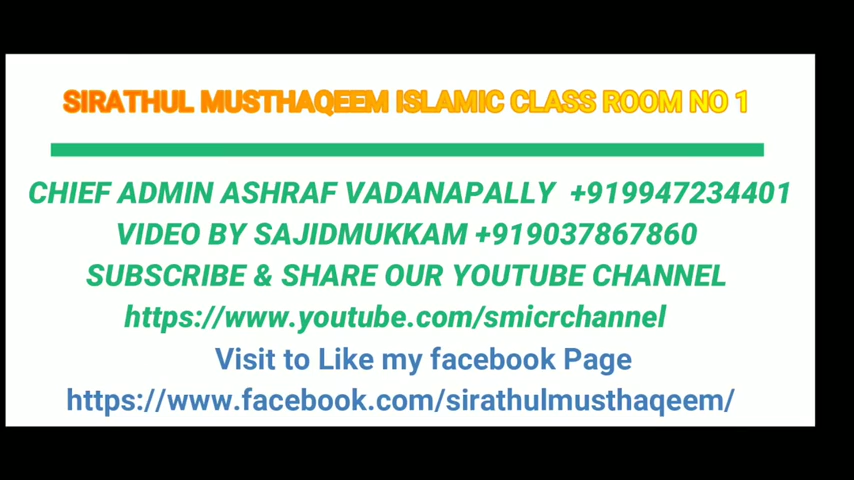 SIRATHUL MUSTHAQEEM ISLAMIC CLASS ROOM NO 1
CHIEF ADMIN ASHRAF VADANAPALLY +919947234401
VIDEO BY SAJIDMUKKAM +919037867860
SUBSCRIBE & SHARE OUR YOUTUBE CHANNEL
https://www.youtube.com/smicrchannel
Visit to Like my facebook Page
https://www.facebook.com/sirathulmusthaqeem/